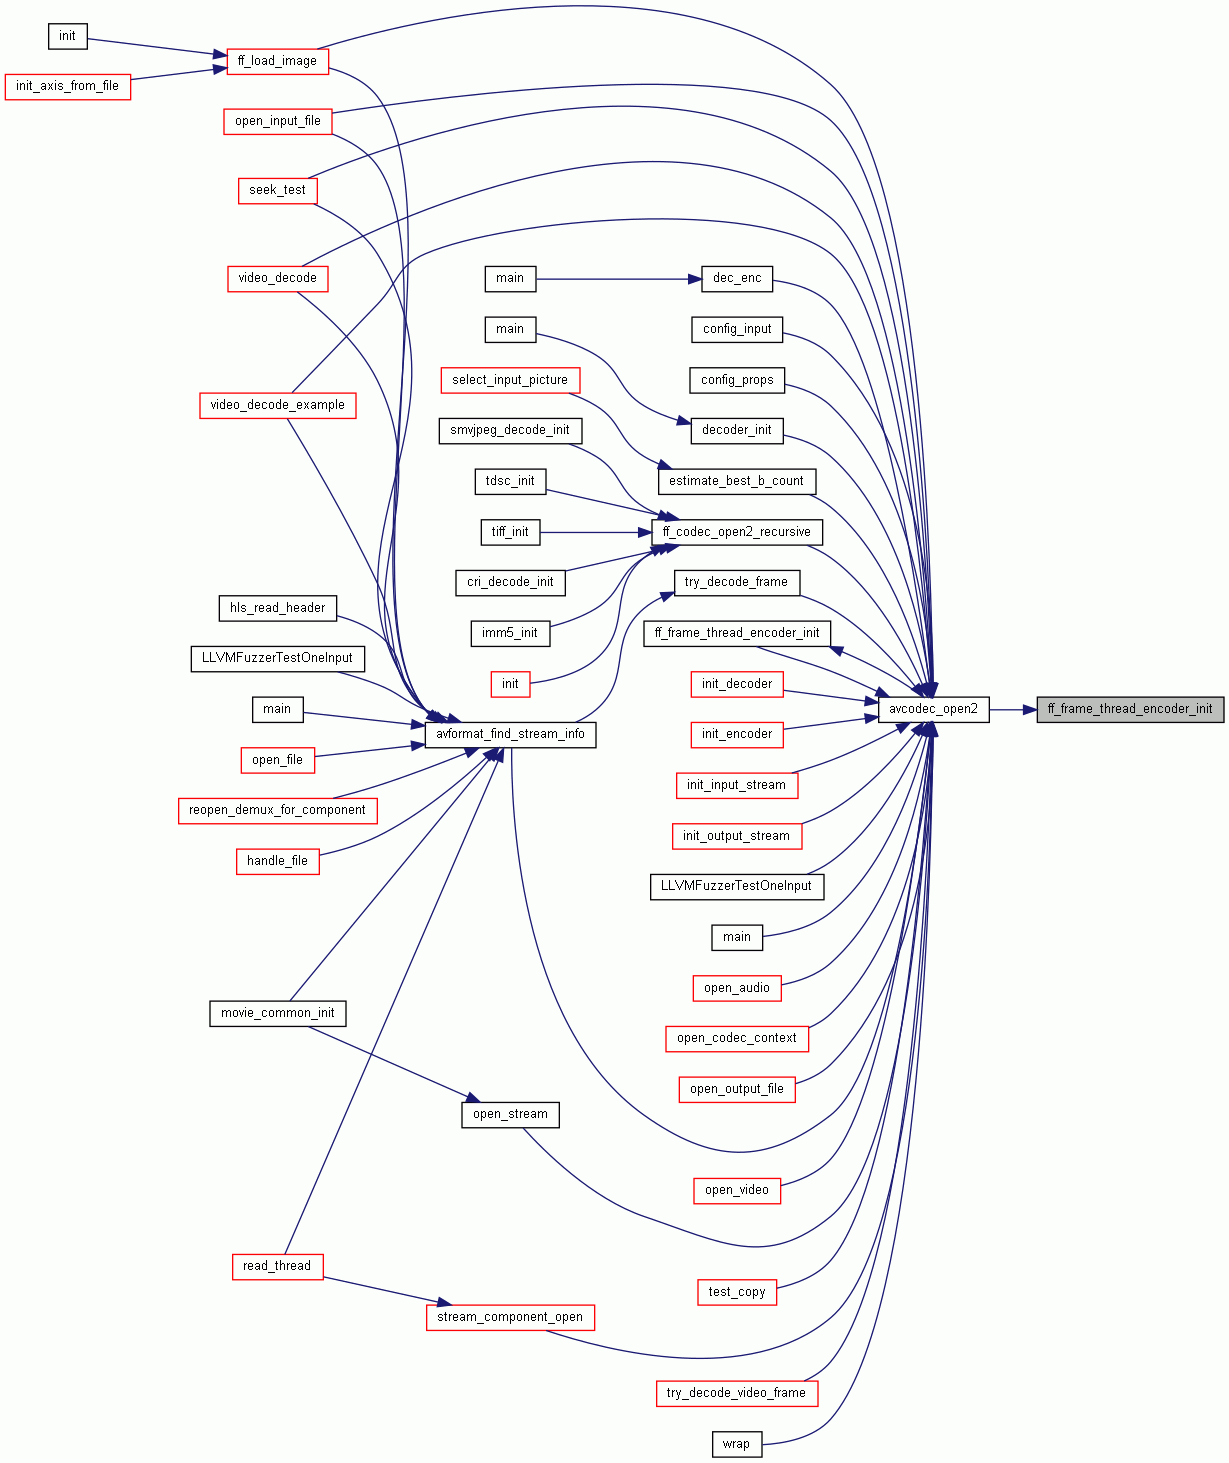 init
ff_load_image
init_axis_from_file
open_input_file
seek_test
video_decode
main
dec_enc
main
config_input
select_input_picture
config_props
video_decode_example
smvjpeg_decode_init
decoder_init
tdsc_init
estimate_best_b_count
tiff_init
ff_codec_open2_recursive
cri_decode_init
try_decode_frame
hls_read_header
imm5_init
ff_frame_thread_encoder_init
LLVMFuzzerTestOneInput
init
init_decoder
main
avcodec_open2
ff_frame_thread_encoder_init
avformat_find_stream_info
init_encoder
open_file
init_input_stream
reopen_demux_for_component
init_output_stream
handle_file
LLVMFuzzerTestOneInput
main
open_audio
movie_common_init
open_codec_context
open_output_file
open_stream
open_video
read_thread
test_copy
stream_component_open
try_decode_video_frame
wrap